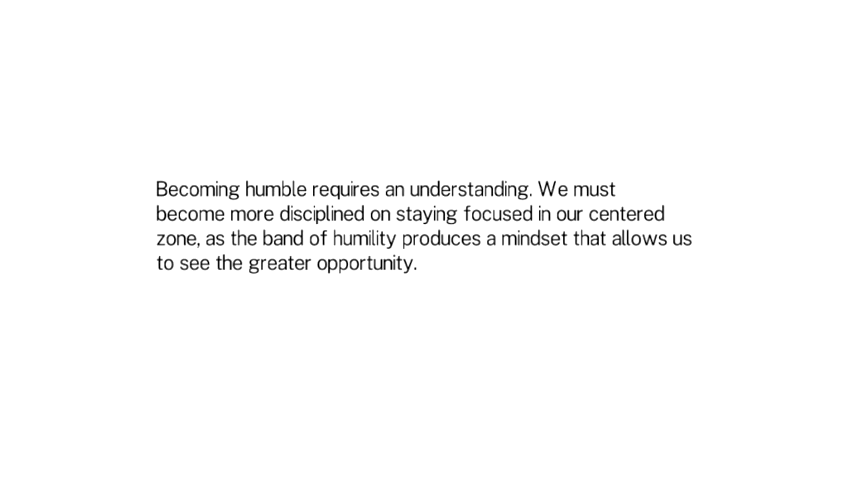 Becoming humble requires an understanding. We must
become more disciplined on staying focused in our centered
zone, as the band of humility produces a mindset that allows us
to see the greater opportunity.